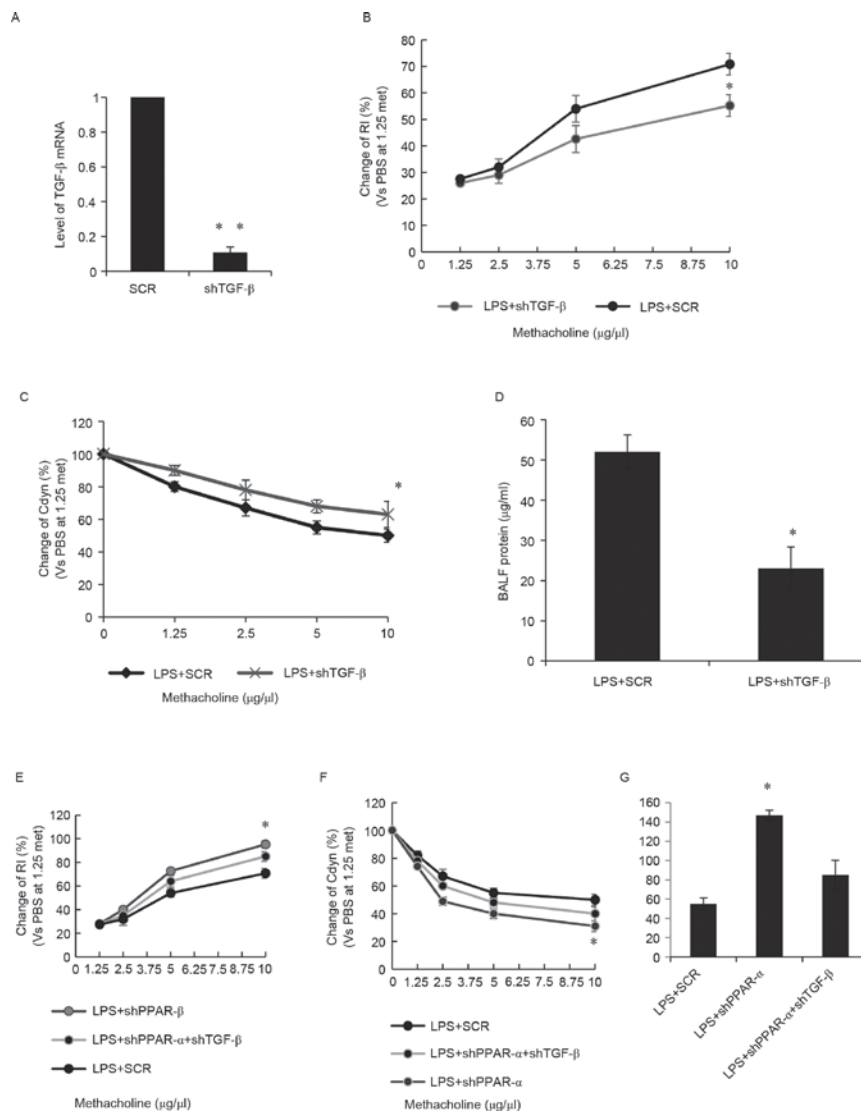 A
Level of TGF-β mRNA
1
0.8
0.6
0.4
0.2
0
* *
SCR shTGF-β
B
Change of RI (%)
(Vs PBS at 1.25 met)
80
70
60
50
40
30
20
10
0
*
0 1.25 2.5 3.75 5 6.25 7.5 8.75 10
LPS+shTGF-β LPS+SCR
Methacholine (μg/μl)
C
Change of Cdyn (%)
(Vs PBS at 1.25 met)
120
100
80
60
40
20
0
*
0 1.25 2.5 5 10
LPS+SCR LPS+shTGF-β
Methacholine (μg/μl)
D
BALF protein (μg/ml)
60
50
40
30
20
10
0
*
LPS+SCR LPS+shTGF-β
E
Change of RI (%)
(Vs PBS at 1.25 met)
120
100
80
60
40
20
0
*
0 1.25 2.5 3.75 5 6.25 7.5 8.75 10
LPS+shPPAR-β
LPS+shPPAR-α+shTGF-β
LPS+SCR
Methacholine (μg/μl)
F
Change of Cdyn (%)
(Vs PBS at 1.25 met)
120
100
80
60
40
20
0
*
0 1.25 2.5 3.75 5 6.25 7.5 8.75 10
LPS+SCR
LPS+shPPAR-α+shTGF-β
LPS+shPPAR-α
Methacholine (μg/μl)
G
160
140
120
100
80
60
40
20
0
*
LPS+SCR
LPS+shPPAR-α
LPS+shPPAR-α+shTGF-β